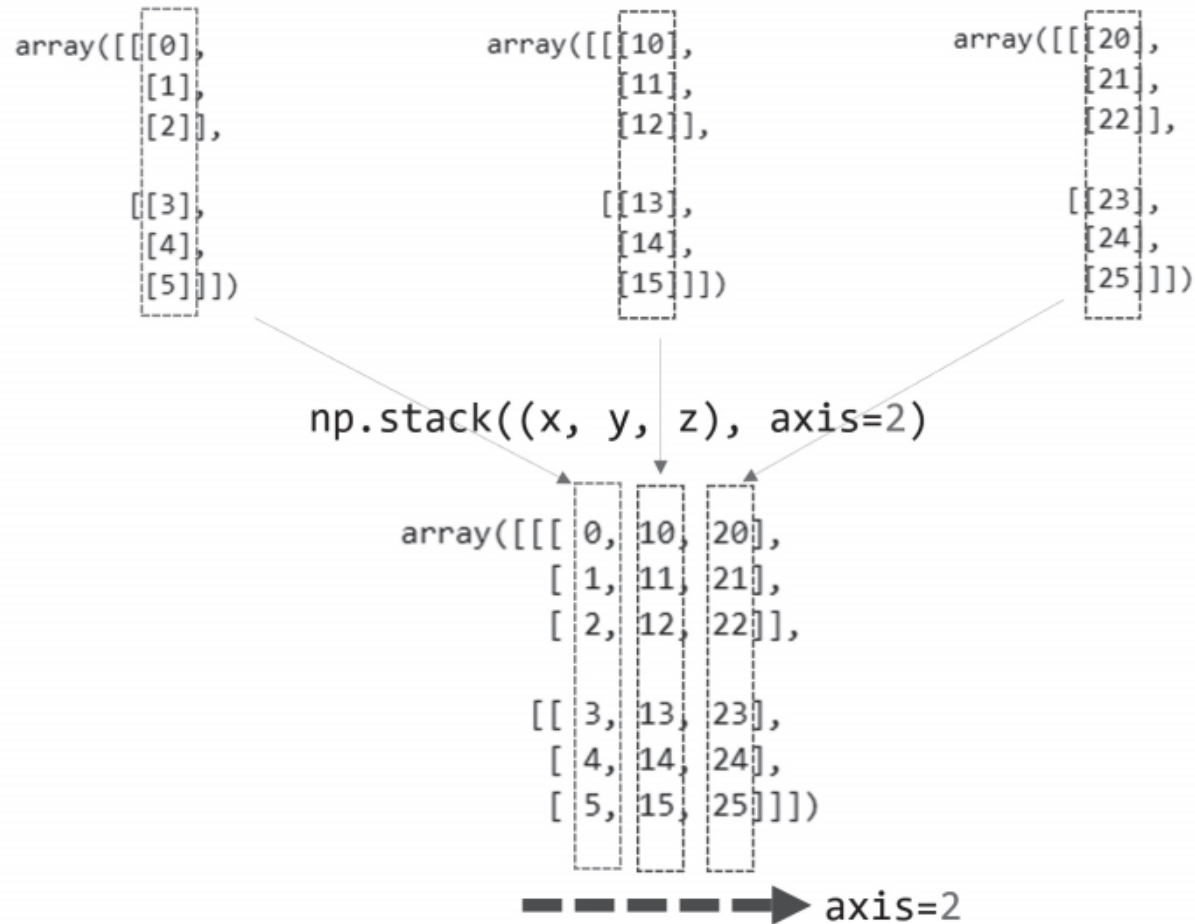 array([[[0],
[1],
[2]],
[[3],
[4],
[5]]])
array([[[10],
[11],
[12]],
[[13],
[14],
[15]]])
array([[[20],
[21],
[22]],
[[23],
[24],
[25]]])
np.stack((x, y, z), axis=2)
array([[[ 0, 10, 20],
[ 1, 11, 21],
[ 2, 12, 22]],
[[ 3, 13, 23],
[ 4, 14, 24],
[ 5, 15, 25]]])
axis=2